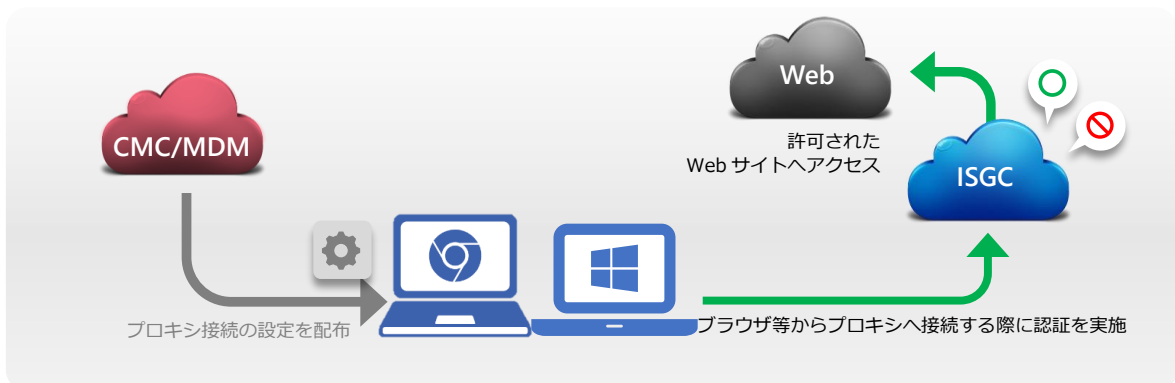 CMC/MDM
プロキシ接続の設定を配布
Web
許可された
Web サイトへアクセス
ISGC
ブラウザ等からプロキシへ接続する際に認証を実施